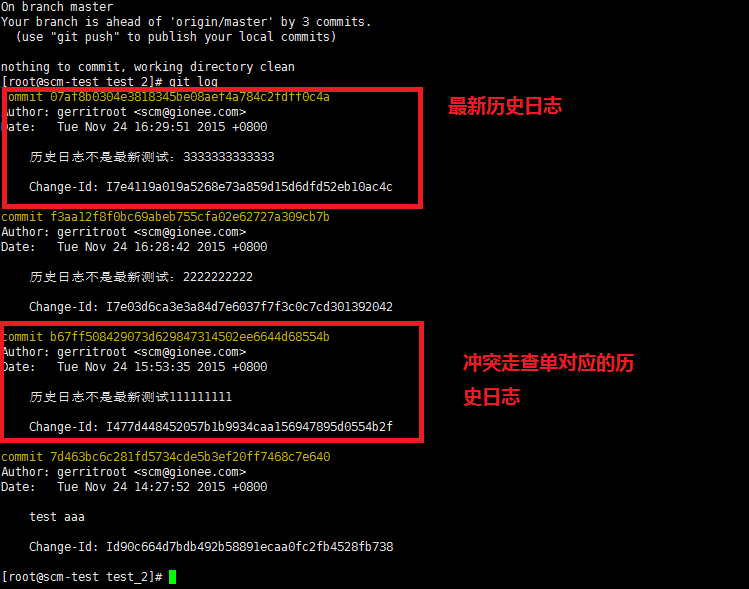 On branch master
Your branch is ahead of 'origin/master' by 3 commits.
(use "git push" to publish your local commits)
nothing to commit, working directory clean
[root@scm-test test_2]# git log
commit 07af8b0304e3818345be08aef4a784c2fdff0c4a
Author: gerritroot <scm@gionee.com>
Date: Tue Nov 24 16:29:51 2015 +0800
历史日志不是最新测试：3333333333333
Change-Id: I7e4119a019a5268e73a859d15d6dfd52eb10ac4c
最新历史日志
commit f3aa12f8f0bc69abeb755cfa02e62727a309cb7b
Author: gerritroot <scm@gionee.com>
Date: Tue Nov 24 16:28:42 2015 +0800
历史日志不是最新测试：2222222222
Change-Id: I7e03d6ca3e3a84d7e6037f7f3c0c7cd301392042
commit b67ff508429073d629847314502ee6644d68554b
Author: gerritroot <scm@gionee.com>
Date: Tue Nov 24 15:53:35 2015 +0800
历史日志不是最新测试111111111
Change-Id: I477d448452057b1b9934caa156947895d0554b2f
冲突走查单对应的历
史日志
commit 7d463bc6c281fd5734cde5b3ef20ff7468c7e640
Author: gerritroot <scm@gionee.com>
Date: Tue Nov 24 14:27:52 2015 +0800
test aaa
Change-Id: Id90c664d7bdb492b58891ecaa0fc2fb4528fb738
[root@scm-test test_2]#